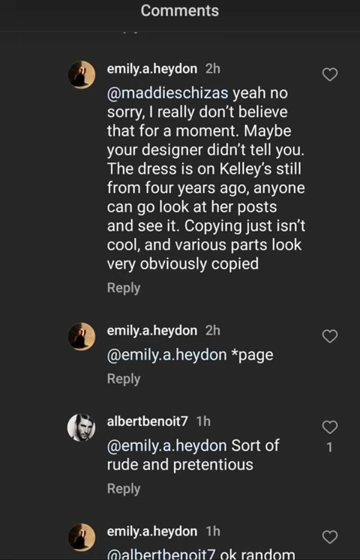 Comments
emily.a.heydon 2h
@maddieschizas yeah no
sorry, I really don't believe
that for a moment. Maybe
your designer didn't tell you.
The dress is on Kelley's still
from four years ago, anyone
can go look at her posts
and see it. Copying just isn't
cool, and various parts look
very obviously copied
Reply
emily.a.heydon 2h
@emily.a.heydon *page
Reply
albertbenoit7 1h
@emily.a.heydon Sort of
rude and pretentious
1
Reply
emily.a.heydon 1h
@albertbenoit7 ok random